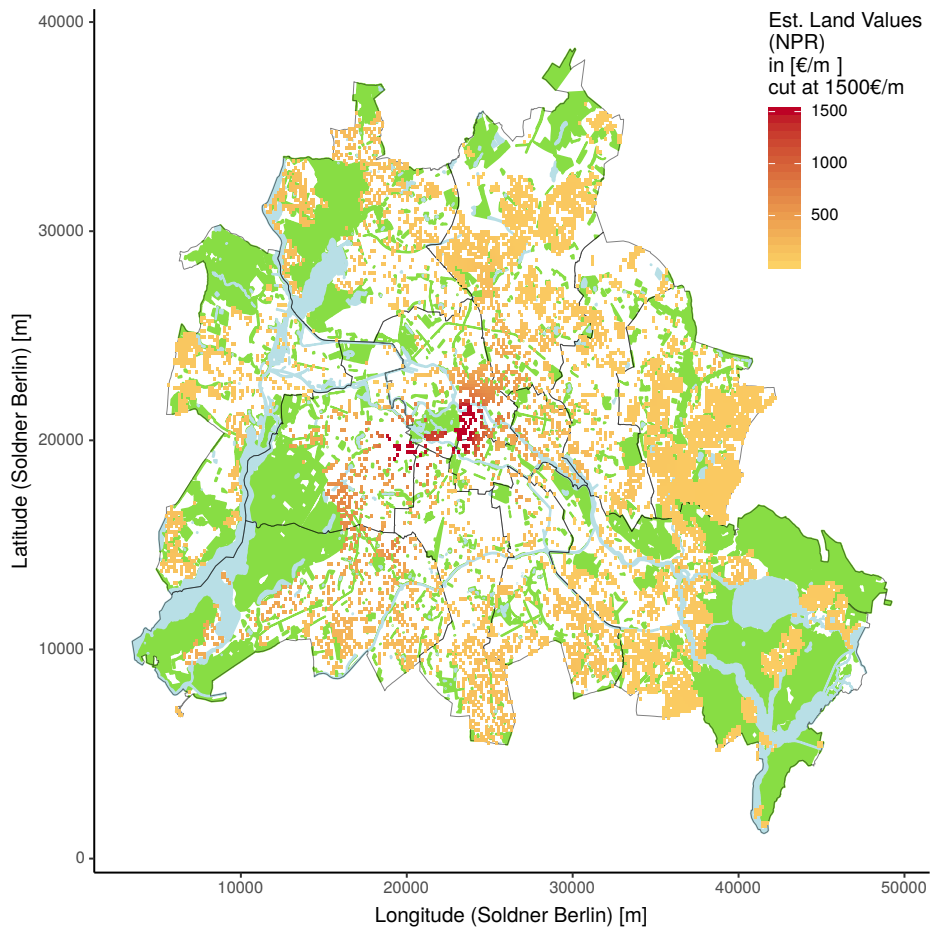 Est. Land Values
(NPR)
in [€/m ]
cut at 1500€/m
1500
1000
500
40000
30000
20000
10000
0
Latitude (Soldner Berlin) [m]
10000
20000
30000
40000
50000
Longitude (Soldner Berlin) [m]